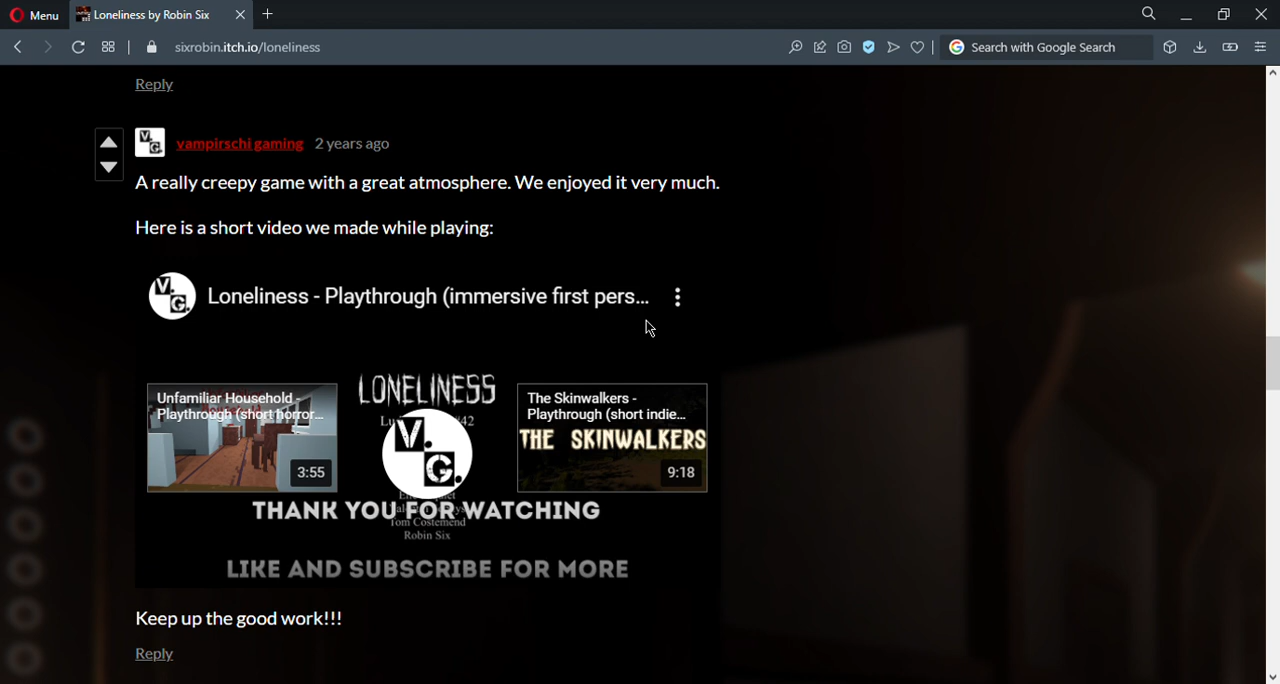 Menu
Loneliness by Robin Six
sixrobin.itch.io/loneliness
Search with Google Search
Reply
V. G.
vampirschi gaming 2 years ago
A really creepy game with a great atmosphere. We enjoyed it very much.
Here is a short video we made while playing:
V. G.
Loneliness - Playthrough (immersive first pers...
LONELINESS
Unfamiliar Household -
Playthrough (short horror...
3:55
42
V. G.
The Skinwalkers -
Playthrough (short indie...
THE SKINWALKERS
9:18
THANK YOU FOR WATCHING
Tom Costemend
Robin Six
LIKE AND SUBSCRIBE FOR MORE
Keep up the good work!!!
Reply